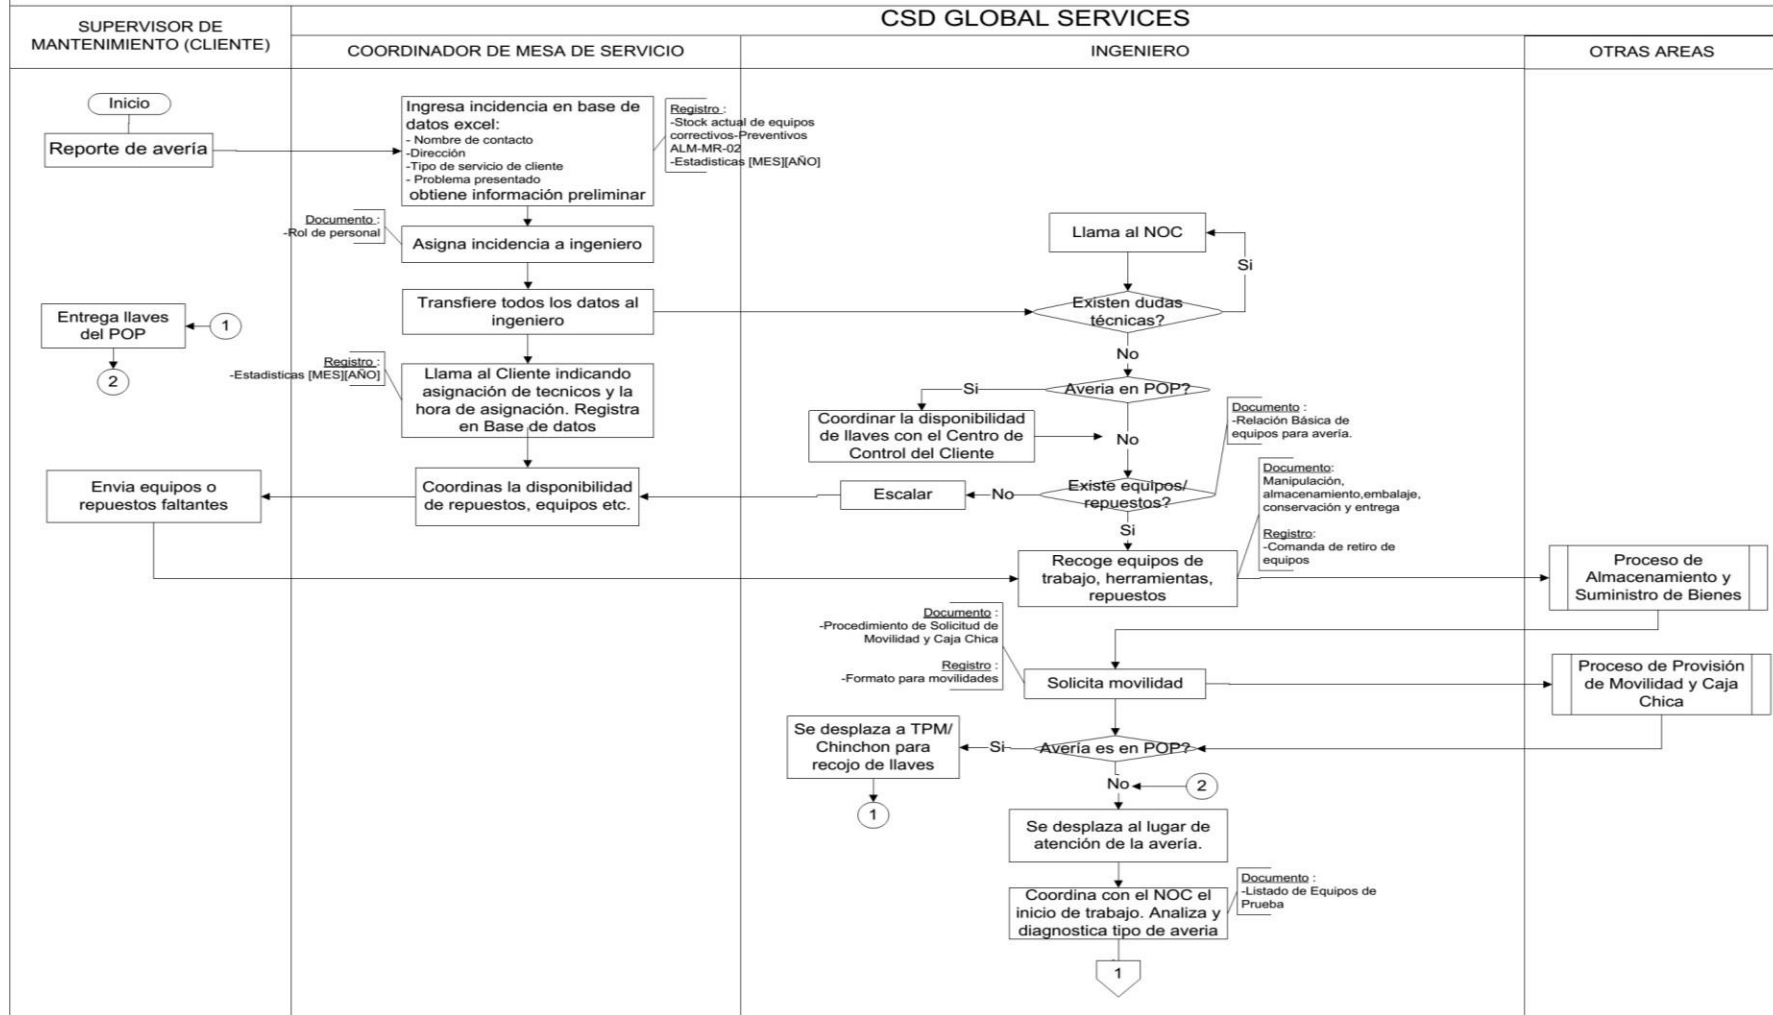 CSD GLOBAL SERVICES
SUPERVISOR DE
MANTENIMIENTO (CLIENTE)
COORDINADOR DE MESA DE SERVICIO
INGENIERO
OTRAS AREAS
Inicio
Reporte de avería
Ingresa incidencia en base de
datos excel:
- Nombre de contacto
-Dirección
-Tipo de servicio de cliente
- Problema presentado
obtiene información preliminar
Registro :
-Stock actual de equipos
correctivos-Preventivos
ALM-MR-02
-Estadisticas [MES][AÑO]
Documento :
-Rol de personal
Asigna incidencia a ingeniero
Llama al NOC
Si
Transfiere todos los datos al
ingeniero
Existen dudas
técnicas?
Entrega llaves
del POP
1
2
No
Registro :
-Estadisticas [MES][AÑO]
Llama al Cliente indicando
asignación de tecnicos y la
hora de asignación. Registra
en Base de datos
Si
Averia en POP?
Coordinar la disponibilidad
de llaves con el Centro de
Control del Cliente
No
Documento :
-Relación Básica de
equipos para avería.
Envia equipos o
repuestos faltantes
Coordinas la disponibilidad
de repuestos, equipos etc.
Escalar
No
Existe equipos/
repuestos?
Si
Documento:
Manipulación,
almacenamiento,embalaje,
conservación y entrega
Registro:
-Comanda de retiro de
equipos
Recoge equipos de
trabajo, herramientas,
repuestos
Proceso de
Almacenamiento y
Suministro de Bienes
Documento :
-Procedimiento de Solicitud de
Movilidad y Caja Chica
Registro :
-Formato para movilidades
Solicita movilidad
Proceso de Provisión
de Movilidad y Caja
Chica
Se desplaza a TPM/
Chinchon para
recojo de llaves
Si
Avería es en POP?
1
No
2
Se desplaza al lugar de
atención de la avería.
Coordina con el NOC el
inicio de trabajo. Analiza y
diagnostica tipo de averia
Documento :
-Listado de Equipos de
Prueba
1